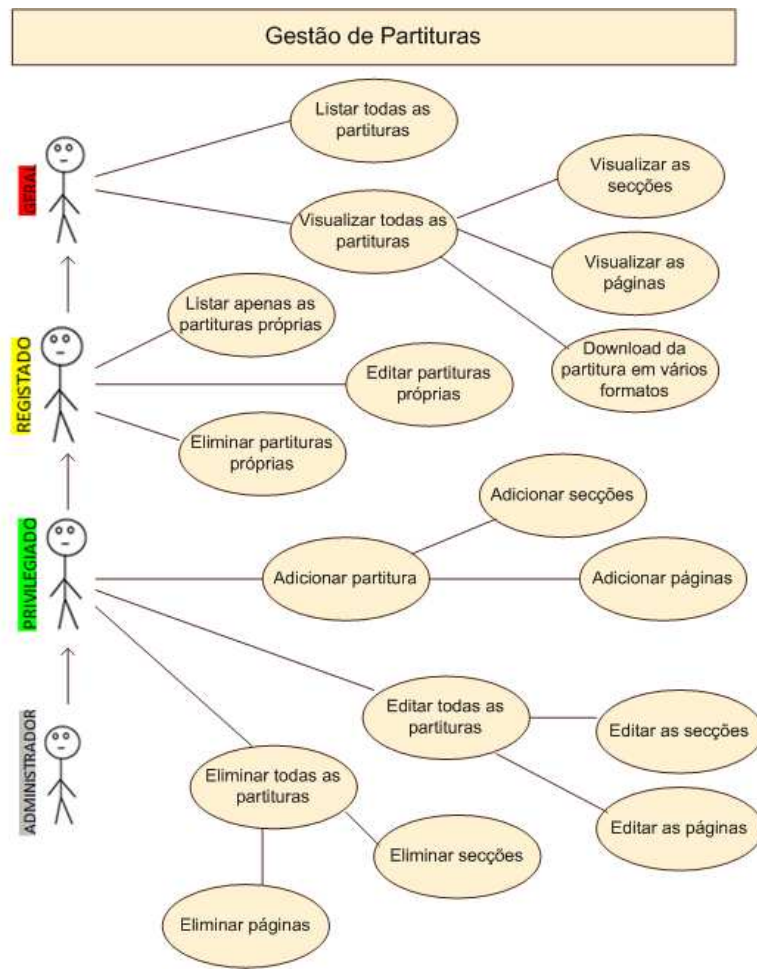 Gestão de Partituras
Listar todas as
partituras
GERAL
Visualizar as
secções
Visualizar todas as
partituras
Visualizar as
páginas
Listar apenas as
partituras próprias
Download da
partitura em vários
formatos
REGISTADO
Editar partituras
próprias
Eliminar partituras
próprias
Adicionar secções
PRIVILEGIADO
Adicionar partitura
Adicionar páginas
Editar todas as
partituras
Editar as secções
ADMINISTRADOR
Eliminar todas as
partituras
Editar as páginas
Eliminar secções
Eliminar páginas